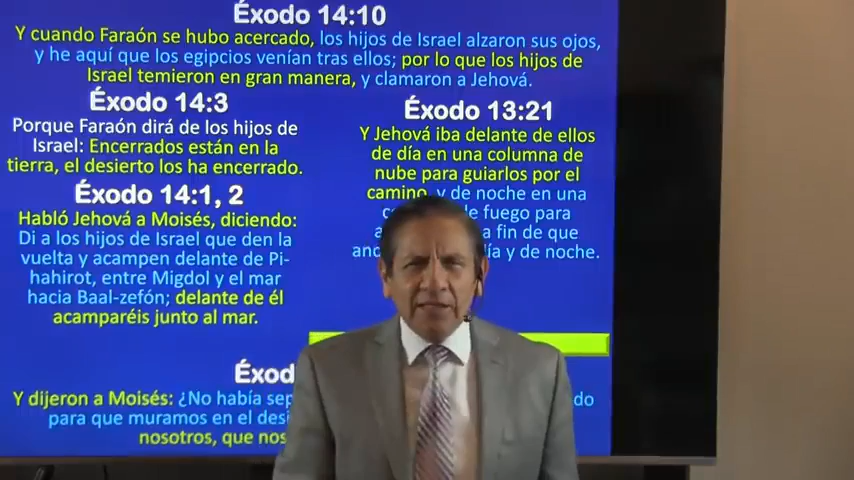 Éxodo 14:10
Y cuando Faraón se hubo acercado, los hijos de Israel alzaron sus ojos,
y he aquí que los egipcios venían tras ellos; por lo que los hijos de
Israel temieron en gran manera, y clamaron a Jehová.
Éxodo 14:3
Porque Faraón dirá de los hijos de
Israel: Encerrados están en la
tierra, el desierto los ha encerrado.
Éxodo 14:1, 2
Habló Jehová a Moisés, diciendo:
Di a los hijos de Israel que den la
vuelta y acampen delante de Pi-
hahirot, entre Migdol y el mar
hacia Baal-zefón; delante de él
acamparéis junto al mar.
Éxodo 13:21
Y Jehová iba delante de ellos
de día en una columna de
nube para guiarlos por el
camino, y de noche en una
de fuego para
a fin de que
y de noche.
Y dijeron a Moisés: ¿No había
para que muramos en el
nosotros, que